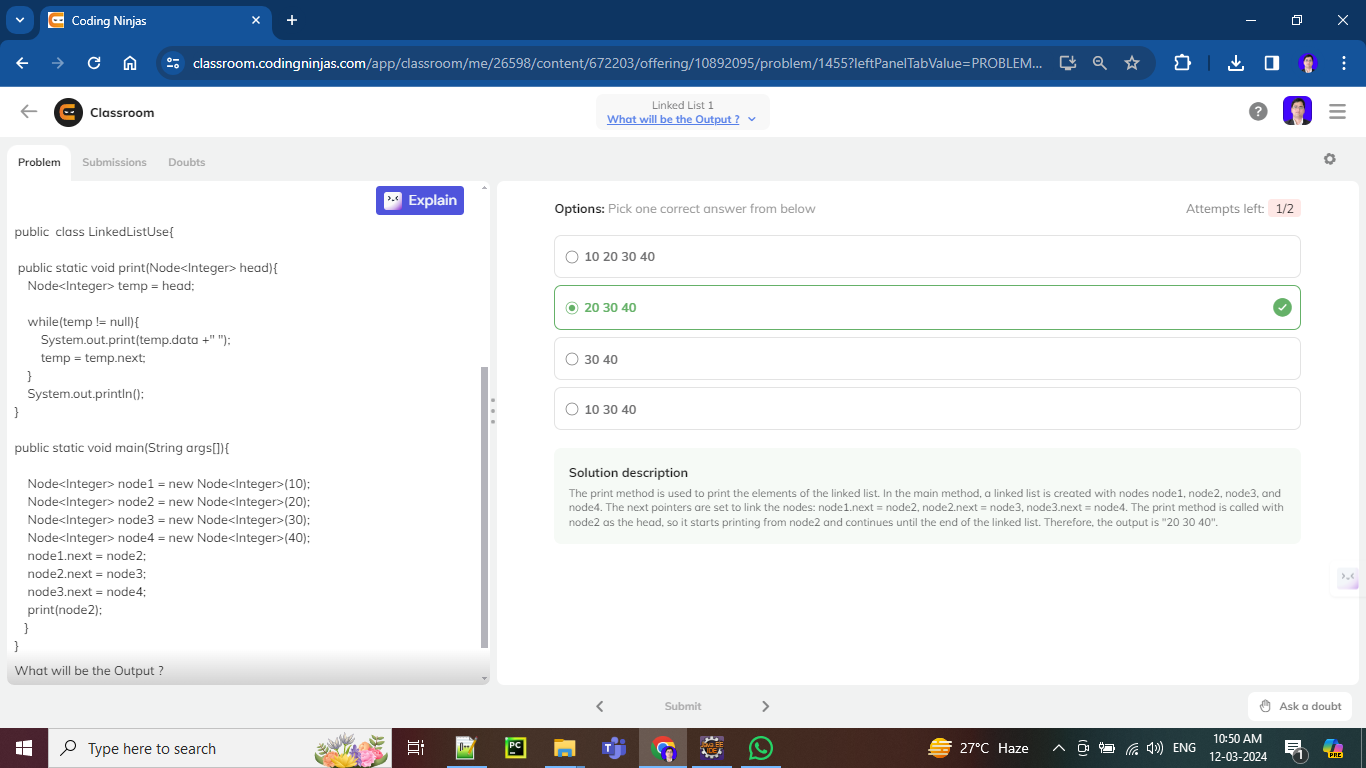 Coding Ninjas
classroom.codingninjas.com/app/classroom/me/26598/content/672203/offering/10892095/problem/1455?leftPanelTabValue=PROBLEM...
Classroom
Linked List 1
What will be the Output ?
Problem Submissions Doubts
Explain
public  class LinkedListUse{
public static void print(Node<Integer> head){
Node<Integer> temp = head;
while(temp != null){
System.out.print(temp.data +" ");
temp = temp.next;
}
System.out.println();
}
public static void main(String args[]){
Node<Integer> node1 = new Node<Integer>(10);
Node<Integer> node2 = new Node<Integer>(20);
Node<Integer> node3 = new Node<Integer>(30);
Node<Integer> node4 = new Node<Integer>(40);
node1.next = node2;
node2.next = node3;
node3.next = node4;
print(node2);
}
}
What will be the Output ?
Options: Pick one correct answer from below
Attempts left: 1/2
10 20 30 40
20 30 40
30 40
10 30 40
Solution description
The print method is used to print the elements of the linked list. In the main method, a linked list is created with nodes node1, node2, node3, and
node4. The next pointers are set to link the nodes: node1.next = node2, node2.next = node3, node3.next = node4. The print method is called with
node2 as the head, so it starts printing from node2 and continues until the end of the linked list. Therefore, the output is "20 30 40".
Submit
Ask a doubt
Type here to search
PC
27°C Haze
ENG
10:50 AM
12-03-2024
1
PRE